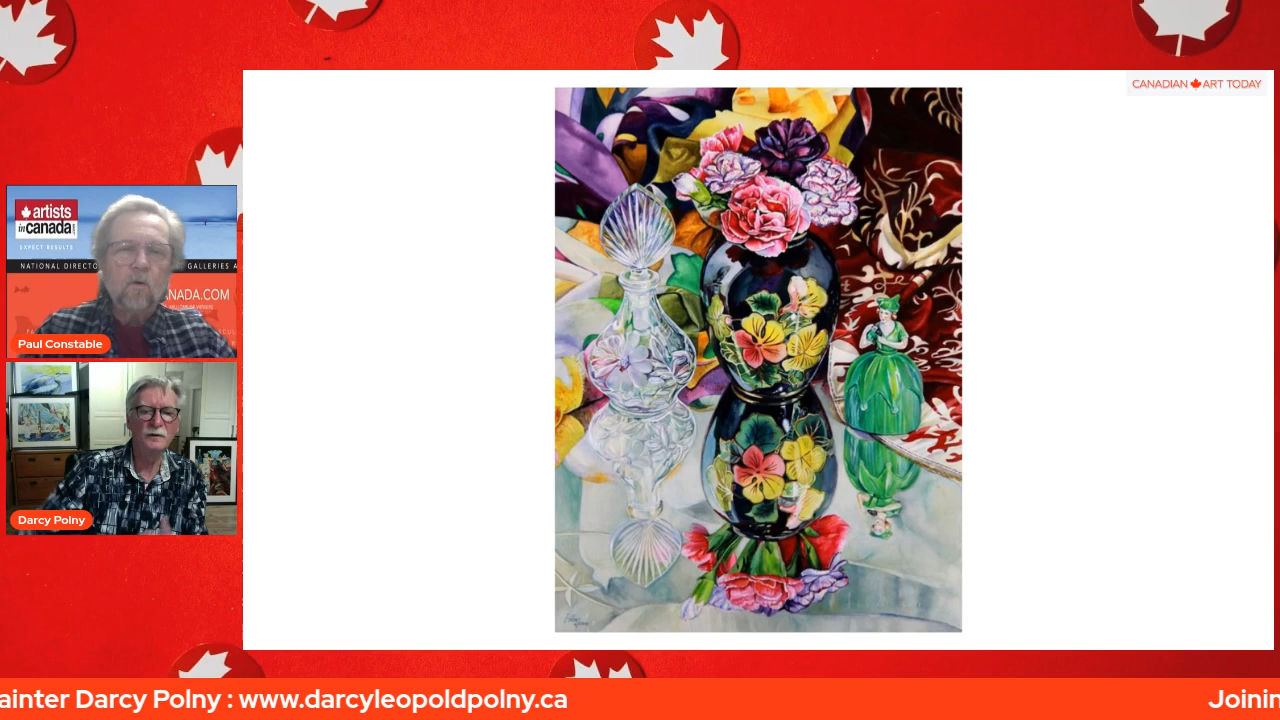 CANADIAN ART TODAY
artists
in canada
EXPECT RESULTS
NATIONAL DIRECTO
GALLERIES A
NADA.COM
Paul Constable
Darcy Polny
ainter Darcy Polny : www.darcyleopoldpolny.ca
Joinin